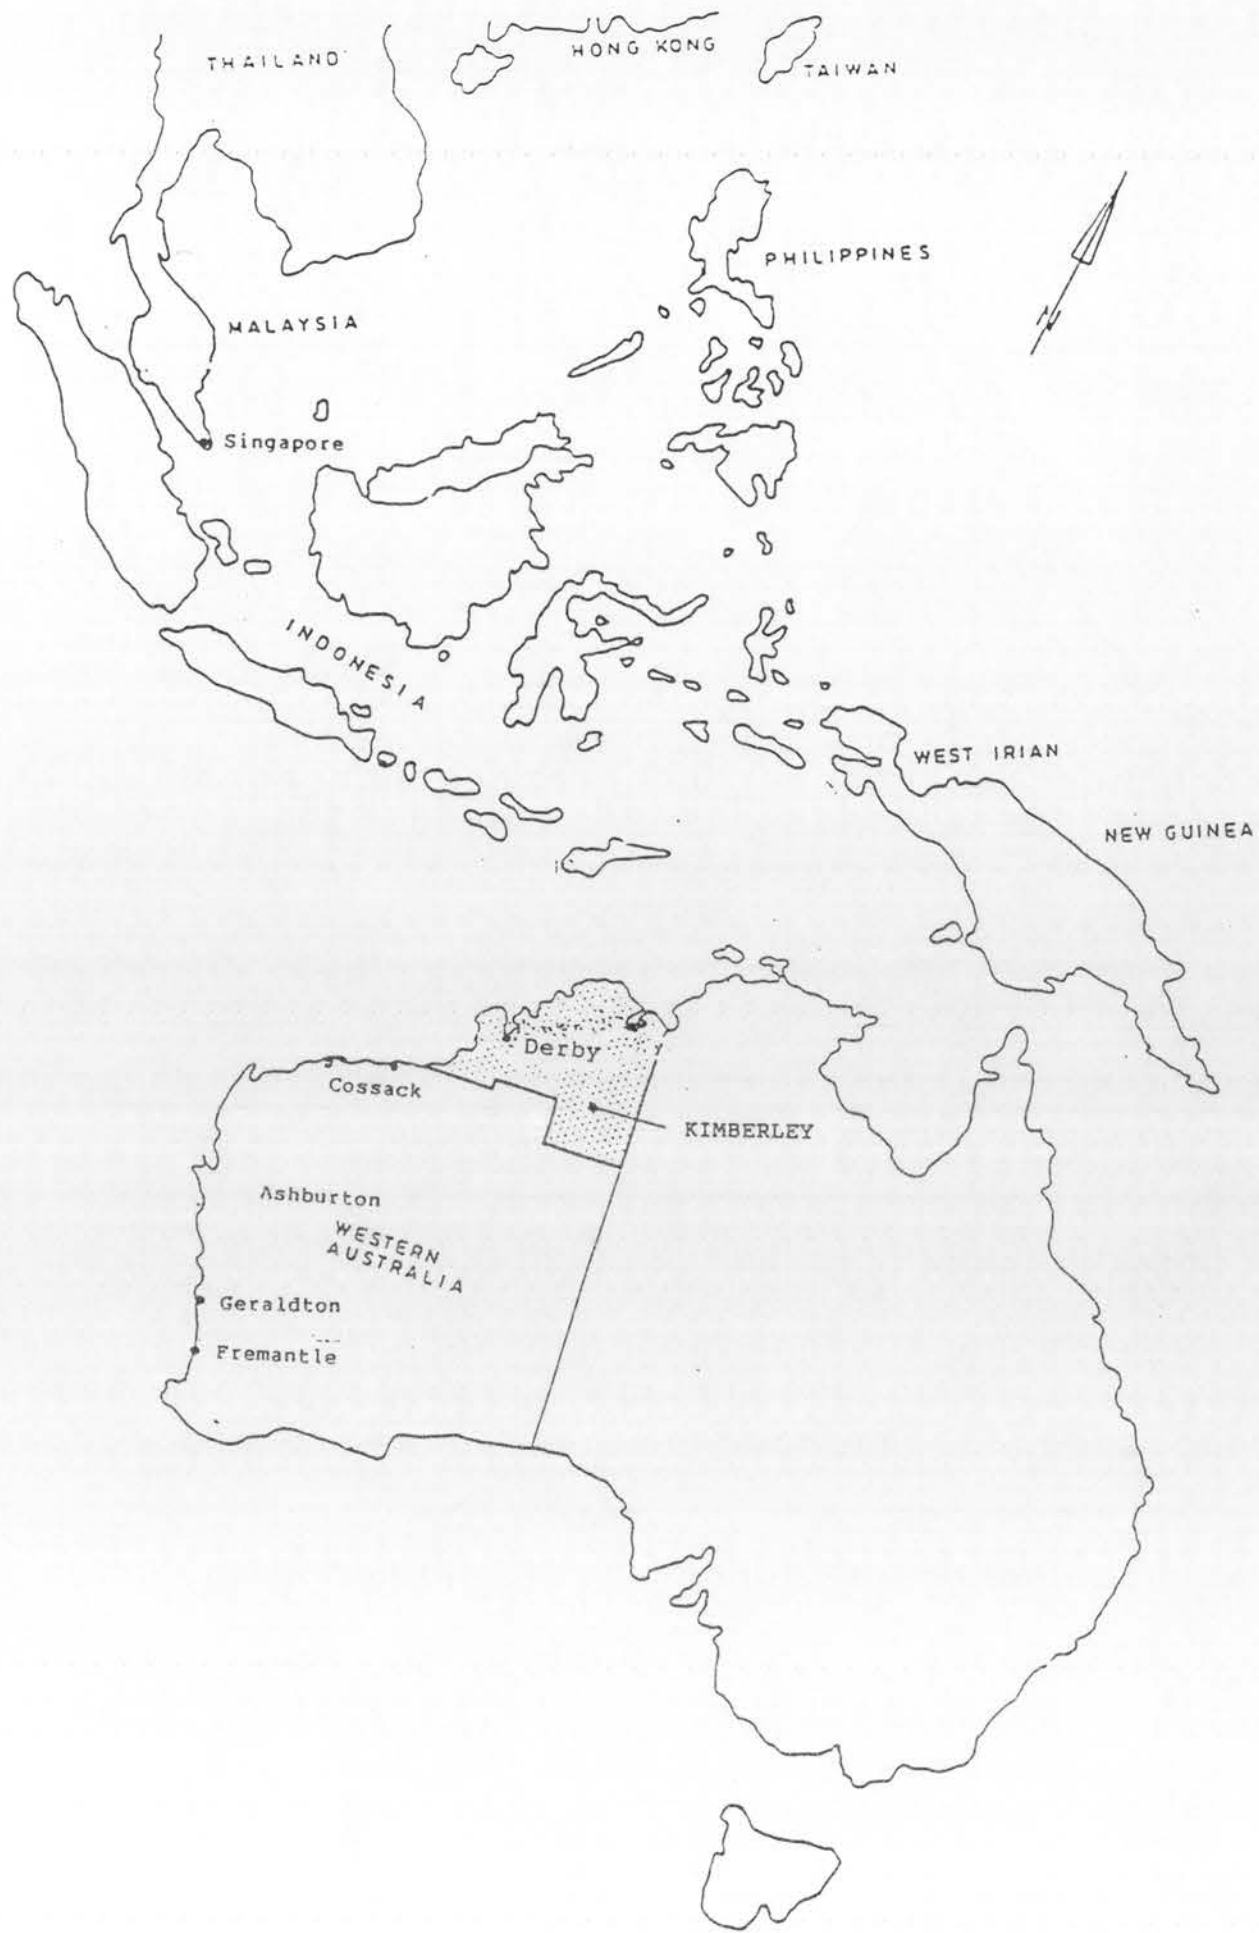 THAILAND
HONG KONG
TAIWAN
PHILIPPINES
N
MALAYSIA
Singapore
INDONESIA
WEST IRIAN
NEW GUINEA
Derby
Cossack
KIMBERLEY
Ashburton
WESTERN
AUSTRALIA
Geraldton
Fremantle